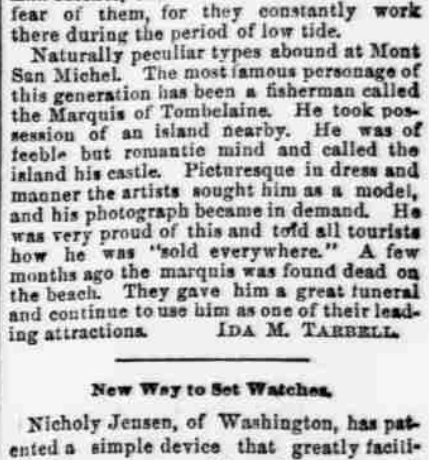 fear of them, for they constantly work
there during the period of low tide.
Naturally peculiar types abound at Mont
San Michel. The most famous personage of
this generation has been a fisherman called
the Marquis of Tombelaine. He took pos-
session of an island nearby. He was of
feeble but romantic mind and called the
island his castle. Picturesque in dress and
manner the artists sought him as a model,
and his photograph became in demand. He
was very proud of this and told all tourists
how he was "sold everywhere." A few
months ago the marquis was found dead on
the beach. They gave him a great funeral
and continue to use him as one of their lead-
ing attractions. IDA M. TARBELL.
New Way to Set Watches.
Nicholy Jensen, of Washington, has pat-
ented a simple device that greatly facili-